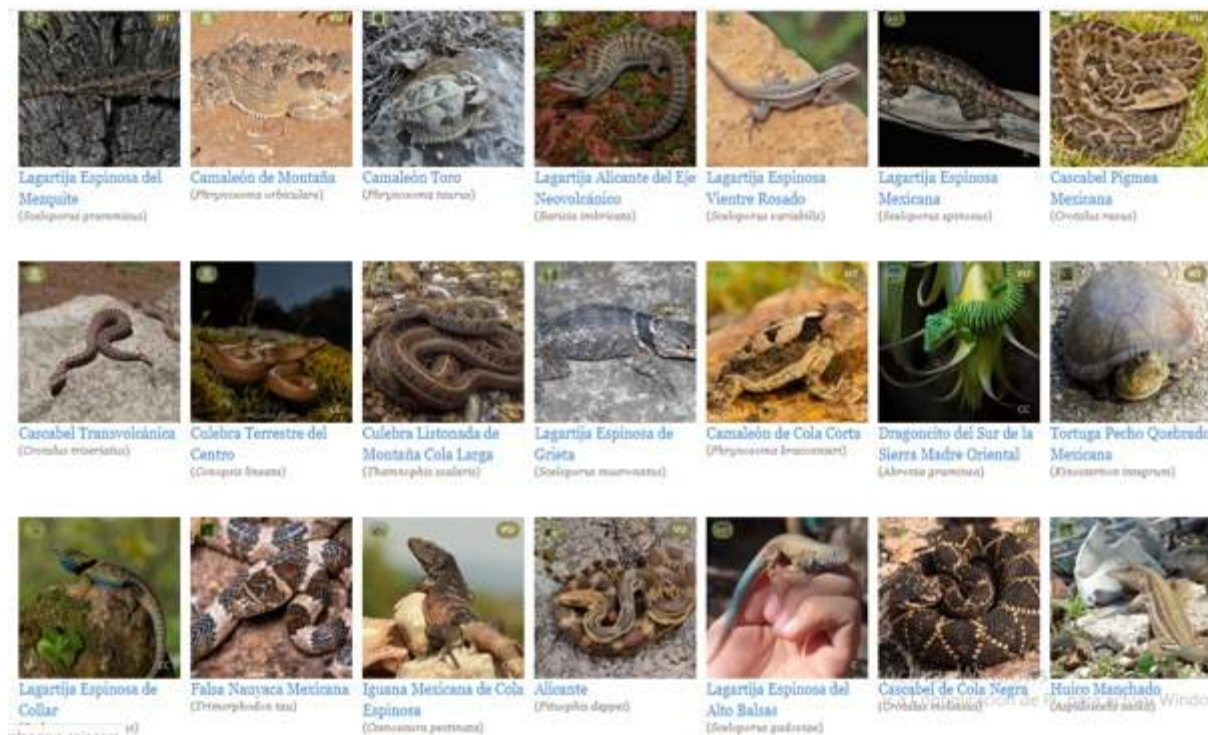 Lagartija Espinosa del
Mezquite
(Sceloporus grammicus)
Camaleón de Montaña
(Phrynosoma orbiculare)
Camaleón Toro
(Phrynosoma taurus)
Lagartija Alicante del Eje
Neovolcánico
(Barisia imbricata)
Lagartija Espinosa
Vientre Rosado
(Sceloporus variabilis)
Lagartija Espinosa
Mexicana
(Sceloporus spinosus)
Cascabel Pigmea
Mexicana
(Crotalus ravus)
Cascabel Transvolcánica
(Crotalus triseriatus)
Culebra Terrestre del
Centro
(Conopsis lineata)
Culebra Listonada de
Montaña Cola Larga
(Thamnophis scalaris)
Lagartija Espinosa de
Grieta
(Sceloporus mucronatus)
Camaleón de Cola Corta
(Phrynosoma braconnieri)
Dragoncito del Sur de la
Sierra Madre Oriental
(Abronia graminea)
Tortuga Pecho Quebrado
Mexicana
(Kinosternon integrum)
Lagartija Espinosa de
Collar
Falsa Nauyaca Mexicana
(Trimorphodon tau)
Iguana Mexicana de Cola
Espinosa
(Ctenosaura pectinata)
Alicante
(Pituophis deppei)
Lagartija Espinosa del
Alto Balsas
(Sceloporus gadoviae)
Cascabel de Cola Negra
(Crotalus molossus)
Huico Manchado